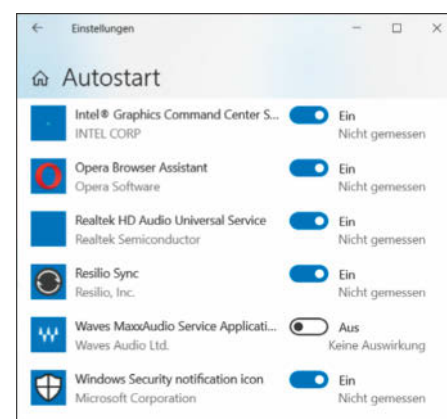 Einstellungen
Autostart
Intel® Graphics Command Center S... Ein
INTEL CORP Nicht gemessen
Opera Browser Assistant Ein
Opera Software Nicht gemessen
Realtek HD Audio Universal Service Ein
Realtek Semiconductor Nicht gemessen
Resilio Sync Ein
Resilio, Inc. Nicht gemessen
Waves MaxxAudio Service Applicati... Aus
Waves Audio Ltd. Keine Auswirkung
Windows Security notification icon Ein
Microsoft Corporation Nicht gemessen